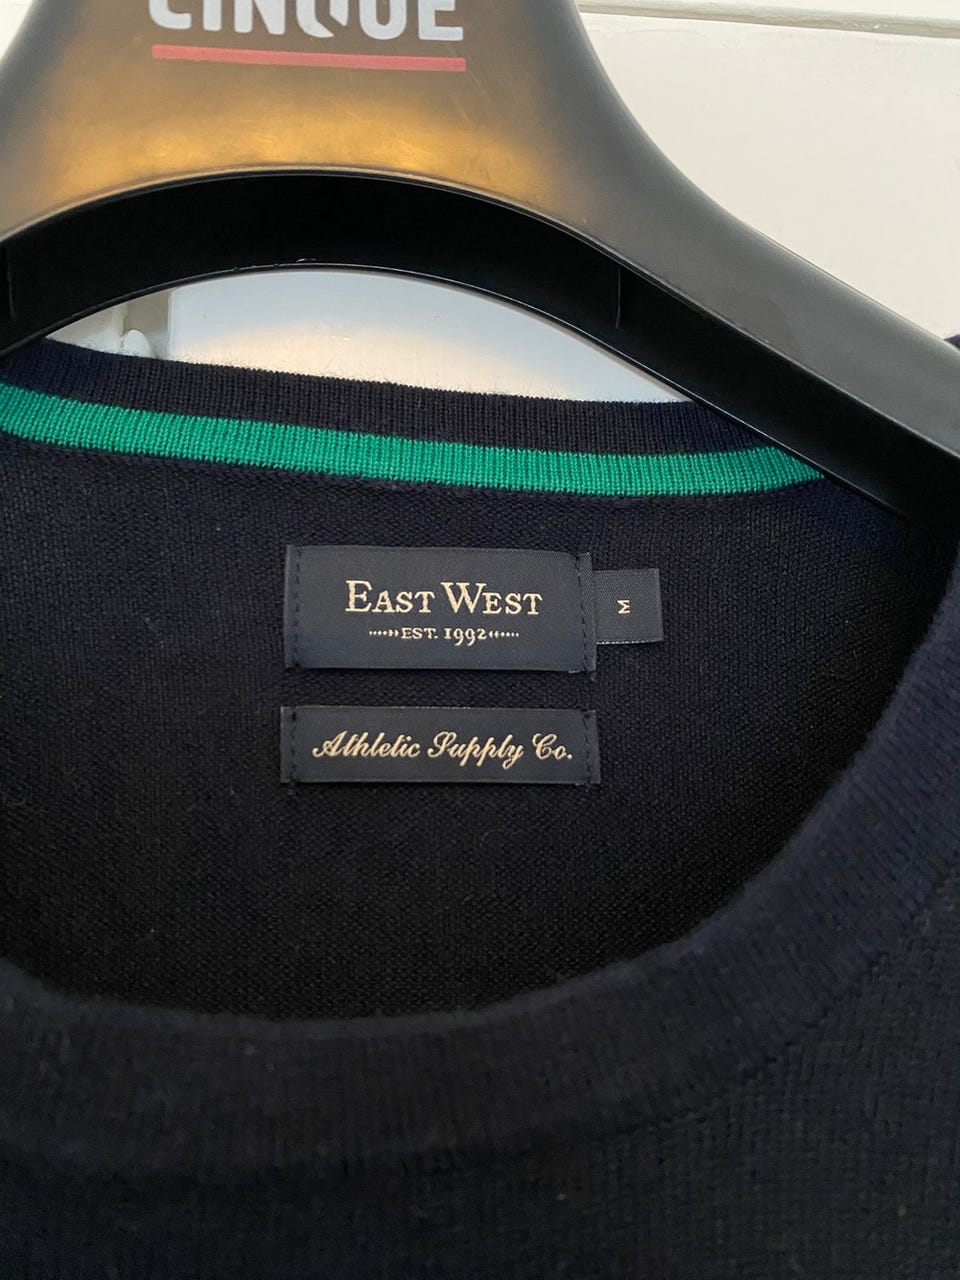 CINQUE
EAST WEST
EST. 1992
M
Athletic Supply Co.